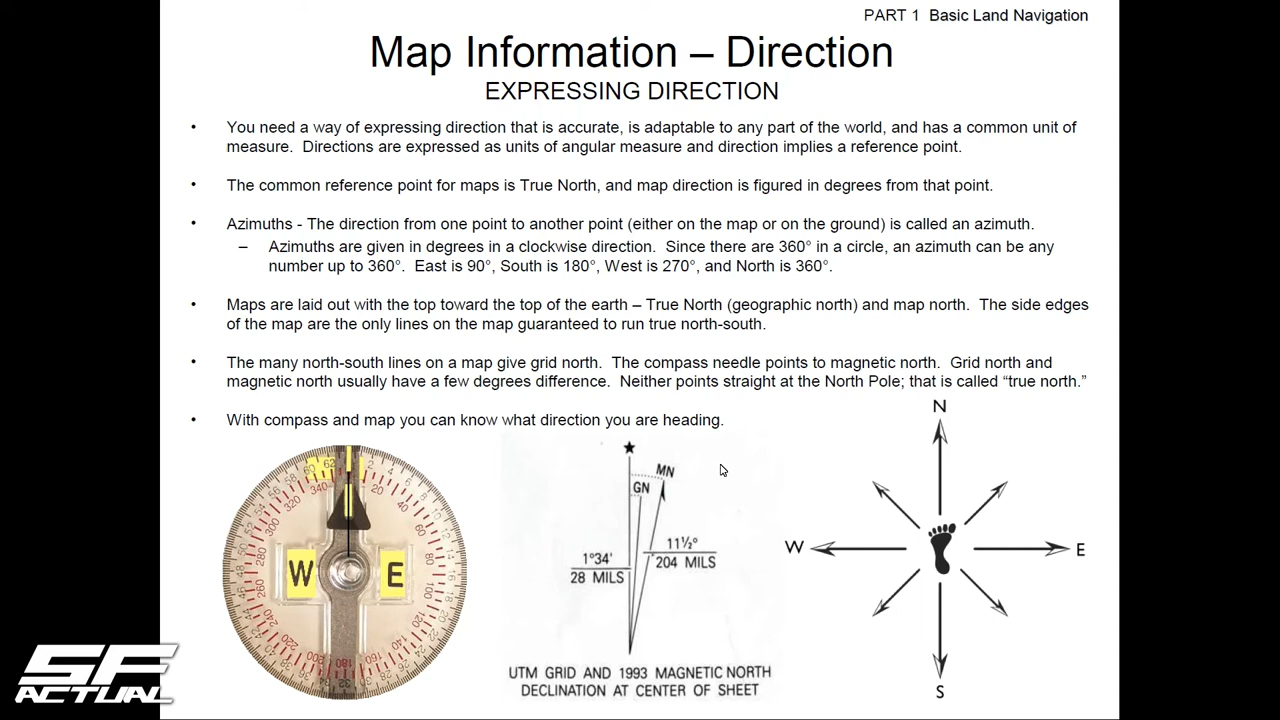 PART 1 Basic Land Navigation
Map Information – Direction
EXPRESSING DIRECTION
• You need a way of expressing direction that is accurate, is adaptable to any part of the world, and has a common unit of
measure. Directions are expressed as units of angular measure and direction implies a reference point.
• The common reference point for maps is True North, and map direction is figured in degrees from that point.
• Azimuths - The direction from one point to another point (either on the map or on the ground) is called an azimuth.
– Azimuths are given in degrees in a clockwise direction. Since there are 360° in a circle, an azimuth can be any
number up to 360°. East is 90°, South is 180°, West is 270°, and North is 360°.
• Maps are laid out with the top toward the top of the earth – True North (geographic north) and map north. The side edges
of the map are the only lines on the map guaranteed to run true north-south.
• The many north-south lines on a map give grid north. The compass needle points to magnetic north. Grid north and
magnetic north usually have a few degrees difference. Neither points straight at the North Pole; that is called “true north.”
• With compass and map you can know what direction you are heading.
W E
MN
GN
1°34'
28 MILS
11½°
204 MILS
UTM GRID AND 1993 MAGNETIC NORTH
DECLINATION AT CENTER OF SHEET
N
W E
S
SF
ACTUAL